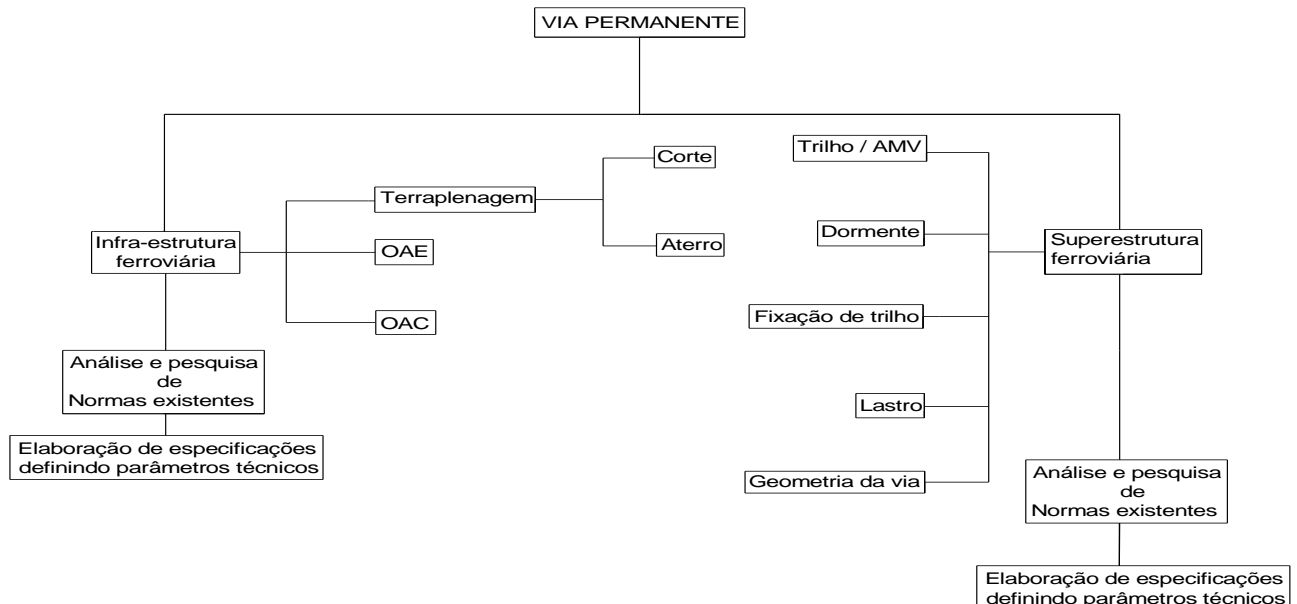 VIA PERMANENTE
Infra-estrutura
ferroviária
Terraplenagem
OAE
OAC
Corte
Aterro
Análise e pesquisa
de
Normas existentes
Elaboração de especificações
definindo parâmetros técnicos
Trilho / AMV
Dormente
Fixação de trilho
Lastro
Geometria da via
Superestrutura
ferroviária
Análise e pesquisa
de
Normas existentes
Elaboração de especificações
definindo parâmetros técnicos